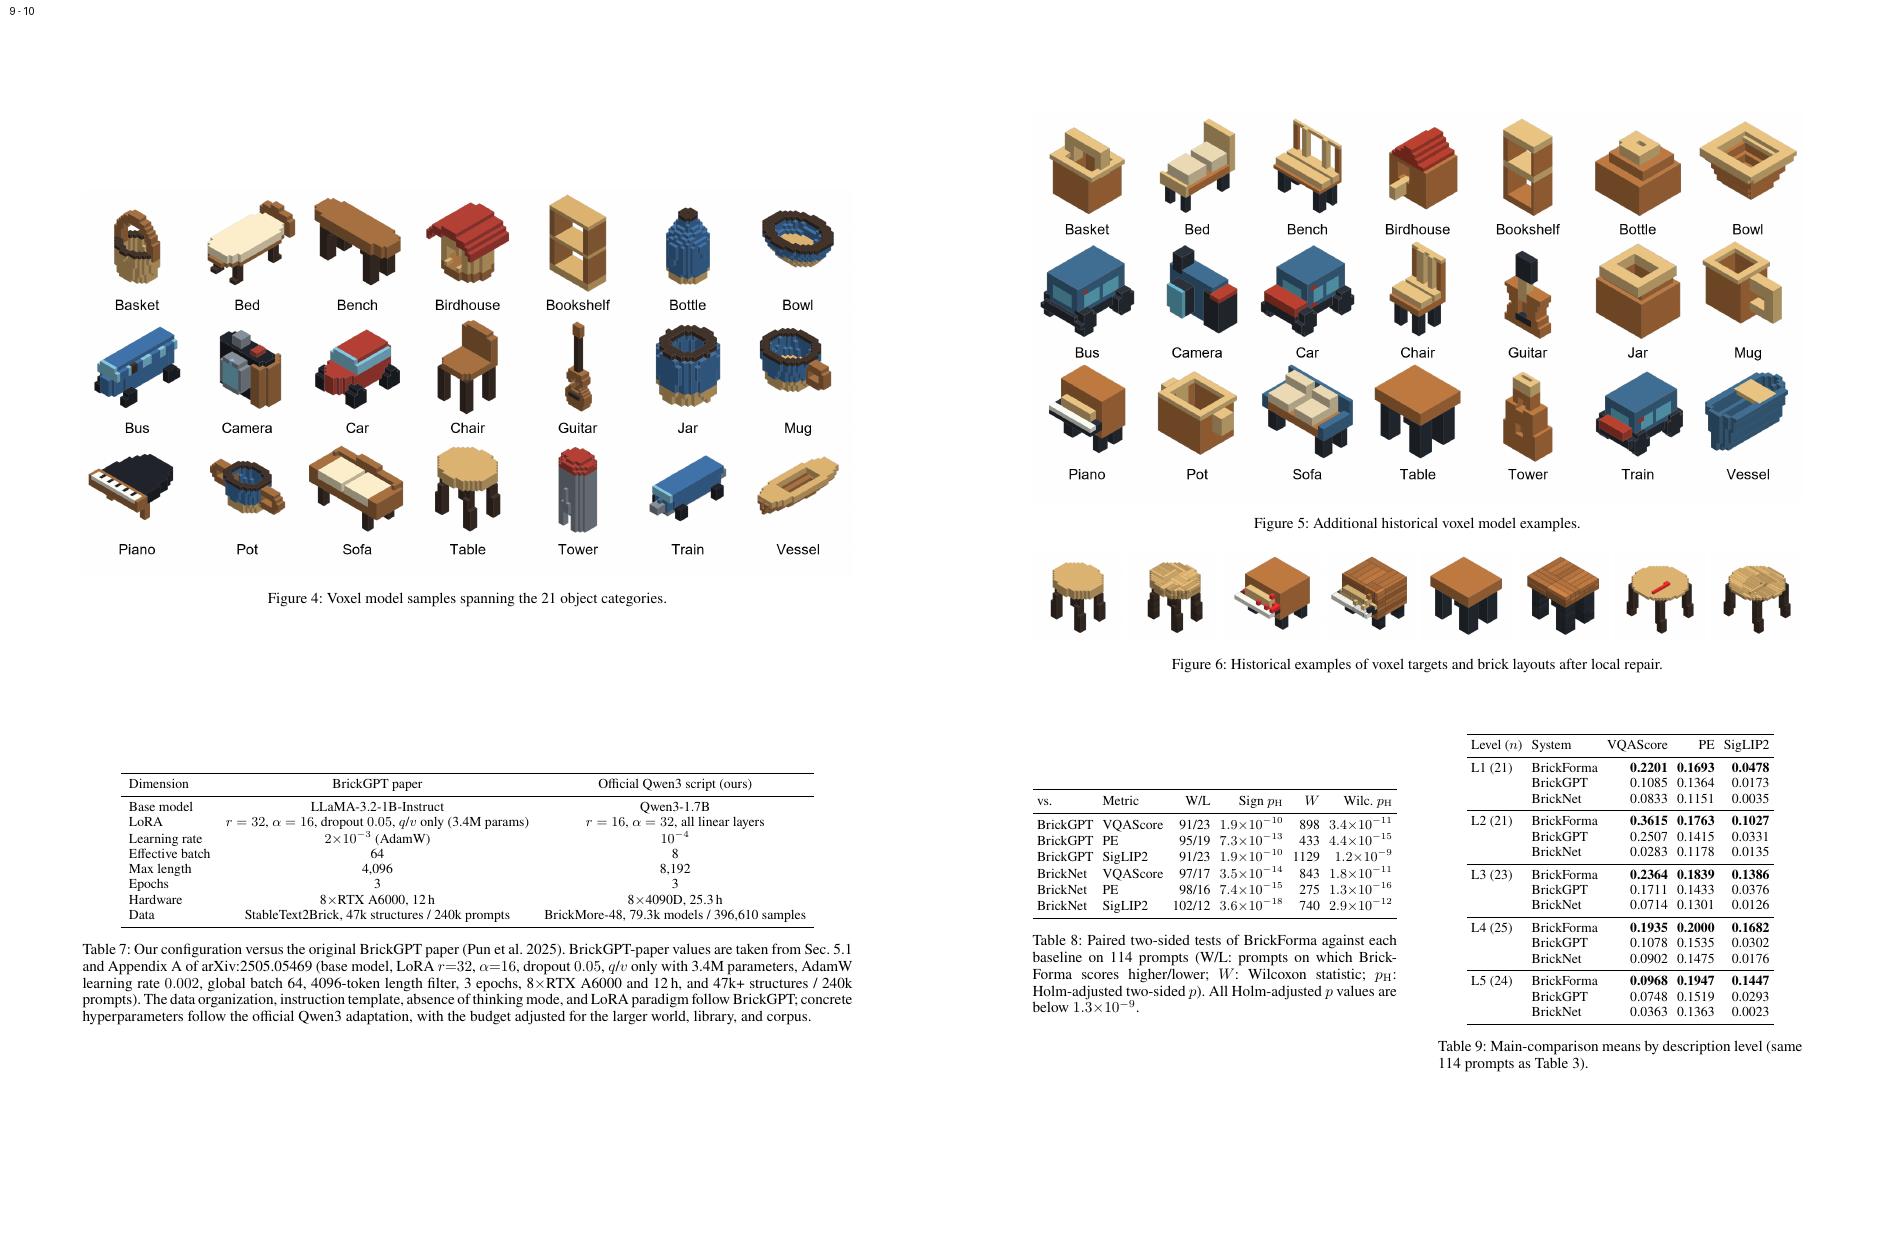 9 - 10
Basket Bed Bench Birdhouse Bookshelf Bottle Bowl
Bus Camera Car Chair Guitar Jar Mug
Piano Pot Sofa Table Tower Train Vessel
Figure 4: Voxel model samples spanning the 21 object categories.
Dimension BrickGPT paper Official Qwen3 script (ours)
Base model LLaMA-3.2-1B-Instruct Qwen3-1.7B
LoRA r = 32, α = 16, dropout 0.05, q/v only (3.4M params) r = 16, α = 32, all linear layers
Learning rate 2×10⁻³ (AdamW) 10⁻⁴
Effective batch 64 8
Max length 4,096 8,192
Epochs 3 3
Hardware 8×RTX A6000, 12 h 8×4090D, 25.3 h
Data StableText2Brick, 47k structures / 240k prompts BrickMore-48, 79.3k models / 396,610 samples
Table 7: Our configuration versus the original BrickGPT paper (Pun et al. 2025). BrickGPT-paper values are taken from Sec. 5.1
and Appendix A of arXiv:2505.05469 (base model, LoRA r=32, α=16, dropout 0.05, q/v only with 3.4M parameters, AdamW
learning rate 0.002, global batch 64, 4096-token length filter, 3 epochs, 8×RTX A6000 and 12 h, and 47k+ structures / 240k
prompts). The data organization, instruction template, absence of thinking mode, and LoRA paradigm follow BrickGPT; concrete
hyperparameters follow the official Qwen3 adaptation, with the budget adjusted for the larger world, library, and corpus.
Basket Bed Bench Birdhouse Bookshelf Bottle Bowl
Bus Camera Car Chair Guitar Jar Mug
Piano Pot Sofa Table Tower Train Vessel
Figure 5: Additional historical voxel model examples.
Figure 6: Historical examples of voxel targets and brick layouts after local repair.
vs. Metric W/L Sign pH W Wilc. pH
BrickGPT VQAScore 91/23 1.9×10⁻¹⁰ 898 3.4×10⁻¹¹
BrickGPT PE 95/19 7.3×10⁻¹³ 433 4.4×10⁻¹⁵
BrickGPT SigLIP2 91/23 1.9×10⁻¹⁰ 1129 1.2×10⁻⁹
BrickNet VQAScore 97/17 3.5×10⁻¹⁴ 843 1.8×10⁻¹¹
BrickNet PE 98/16 7.4×10⁻¹⁵ 275 1.3×10⁻¹⁶
BrickNet SigLIP2 102/12 3.6×10⁻¹⁸ 740 2.9×10⁻¹²
Table 8: Paired two-sided tests of BrickForma against each
baseline on 114 prompts (W/L: prompts on which Brick-
Forma scores higher/lower; W: Wilcoxon statistic; pH:
Holm-adjusted two-sided p). All Holm-adjusted p values are
below 1.3×10⁻⁹.
Level (n) System VQAScore PE SigLIP2
L1 (21) BrickForma 0.2201 0.1693 0.0478
BrickGPT 0.1085 0.1364 0.0173
BrickNet 0.0833 0.1151 0.0035
L2 (21) BrickForma 0.3615 0.1763 0.1027
BrickGPT 0.2507 0.1415 0.0331
BrickNet 0.0283 0.1178 0.0135
L3 (23) BrickForma 0.2364 0.1839 0.1386
BrickGPT 0.1711 0.1433 0.0376
BrickNet 0.0714 0.1301 0.0126
L4 (25) BrickForma 0.1935 0.2000 0.1682
BrickGPT 0.1078 0.1535 0.0302
BrickNet 0.0902 0.1475 0.0176
L5 (24) BrickForma 0.0968 0.1947 0.1447
BrickGPT 0.0748 0.1519 0.0293
BrickNet 0.0363 0.1363 0.0023
Table 9: Main-comparison means by description level (same
114 prompts as Table 3).